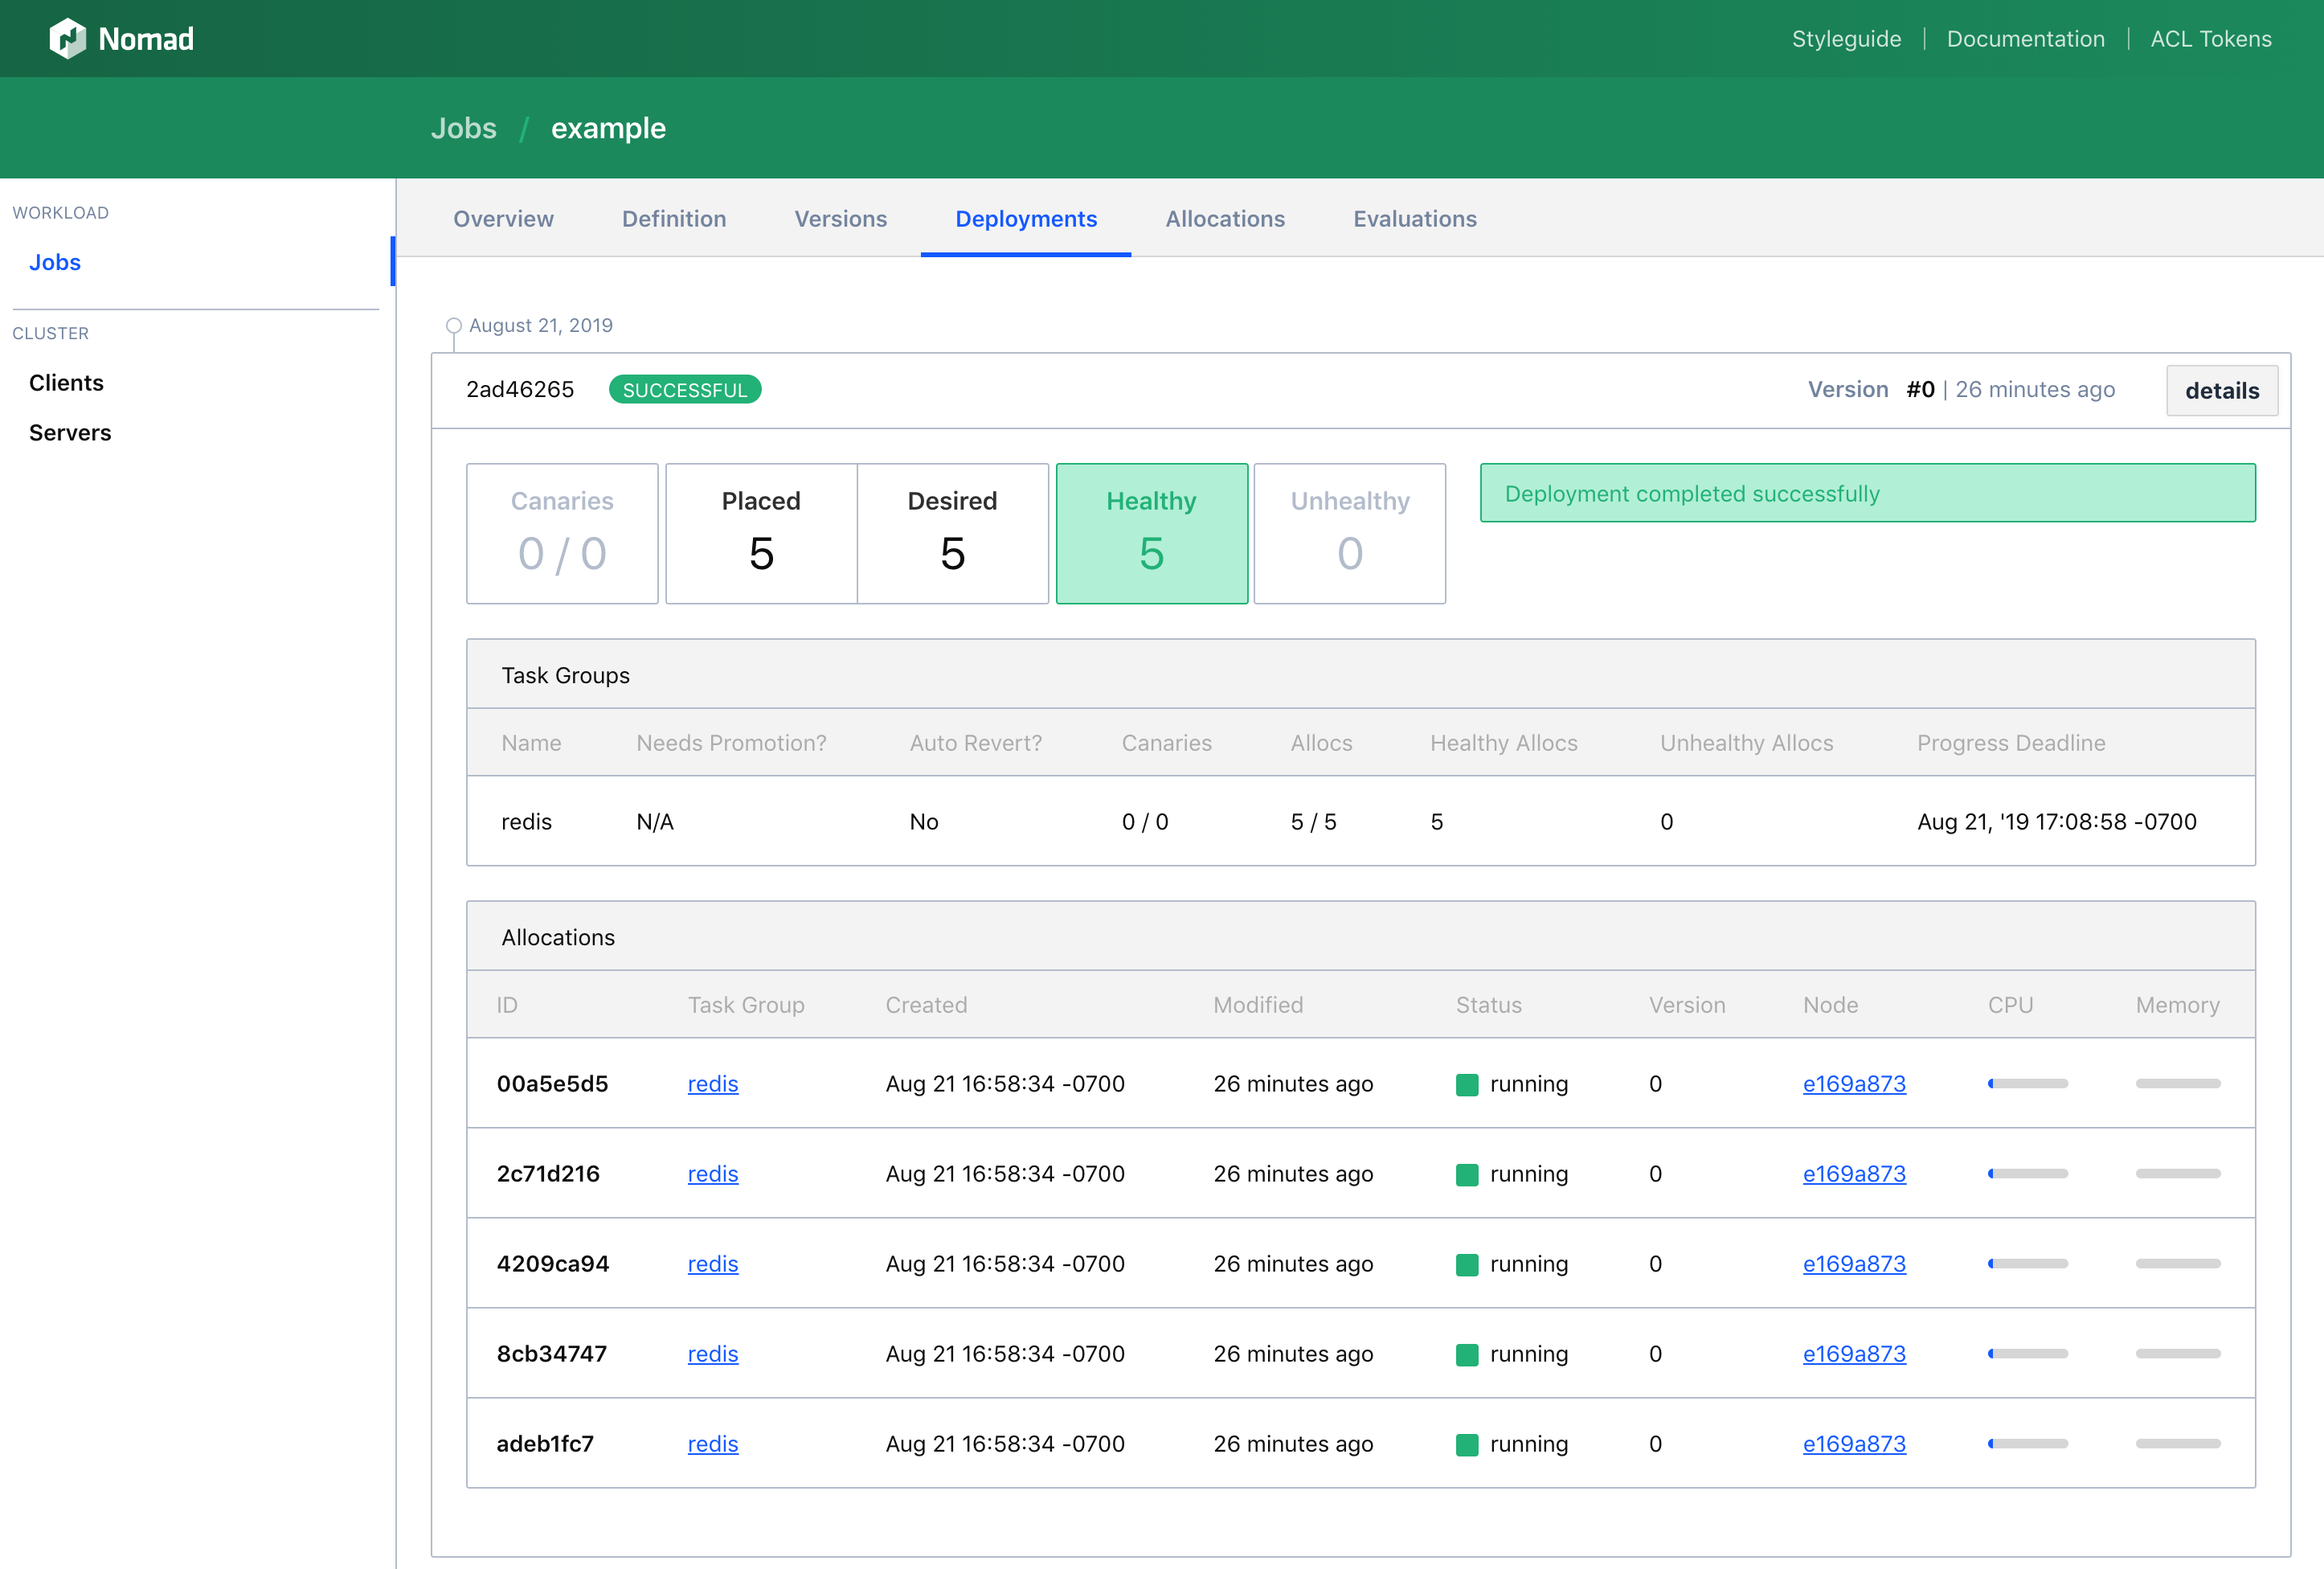 Nomad
Styleguide | Documentation | ACL Tokens
Jobs / example
WORKLOAD
Jobs
CLUSTER
Clients
Servers
Overview Definition Versions Deployments Allocations Evaluations
August 21, 2019
2ad46265 SUCCESSFUL Version #0 | 26 minutes ago details
Canaries Placed Desired Healthy Unhealthy
0 / 0 5 5 5 0
Deployment completed successfully
Task Groups
Name Needs Promotion? Auto Revert? Canaries Allocs Healthy Allocs Unhealthy Allocs Progress Deadline
redis N/A No 0 / 0 5 / 5 5 0 Aug 21, '19 17:08:58 -0700
Allocations
ID Task Group Created Modified Status Version Node CPU Memory
00a5e5d5 redis Aug 21 16:58:34 -0700 26 minutes ago running 0 e169a873
2c71d216 redis Aug 21 16:58:34 -0700 26 minutes ago running 0 e169a873
4209ca94 redis Aug 21 16:58:34 -0700 26 minutes ago running 0 e169a873
8cb34747 redis Aug 21 16:58:34 -0700 26 minutes ago running 0 e169a873
adeb1fc7 redis Aug 21 16:58:34 -0700 26 minutes ago running 0 e169a873